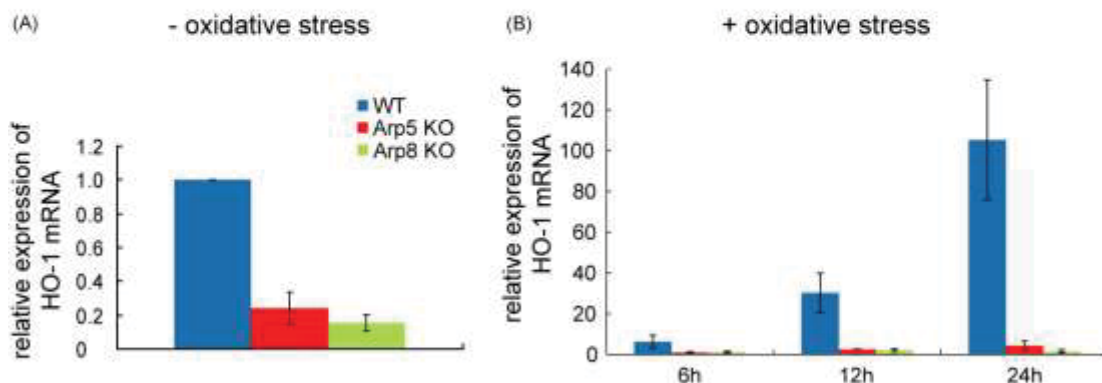 (A)
- oxidative stress
relative expression of
HO-1 mRNA
1.2
1.0
0.8
0.6
0.4
0.2
0
WT
Arp5 KO
Arp8 KO
(B)
+ oxidative stress
relative expression of
HO-1 mRNA
140
120
100
80
60
40
20
0
6h
12h
24h